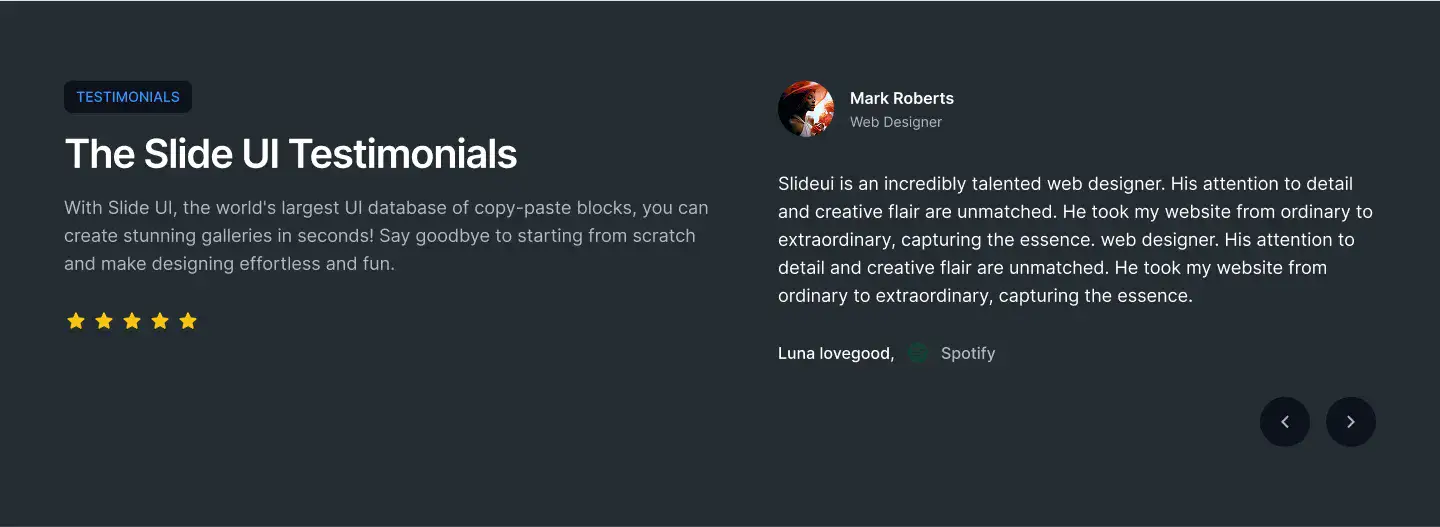 TESTIMONIALS
The Slide UI Testimonials
With Slide UI, the world's largest UI database of copy-paste blocks, you can
create stunning galleries in seconds! Say goodbye to starting from scratch
and make designing effortless and fun.
Mark Roberts
Web Designer
Slideui is an incredibly talented web designer. His attention to detail
and creative flair are unmatched. He took my website from ordinary to
extraordinary, capturing the essence. web designer. His attention to
detail and creative flair are unmatched. He took my website from
ordinary to extraordinary, capturing the essence.
Luna lovegood, Spotify